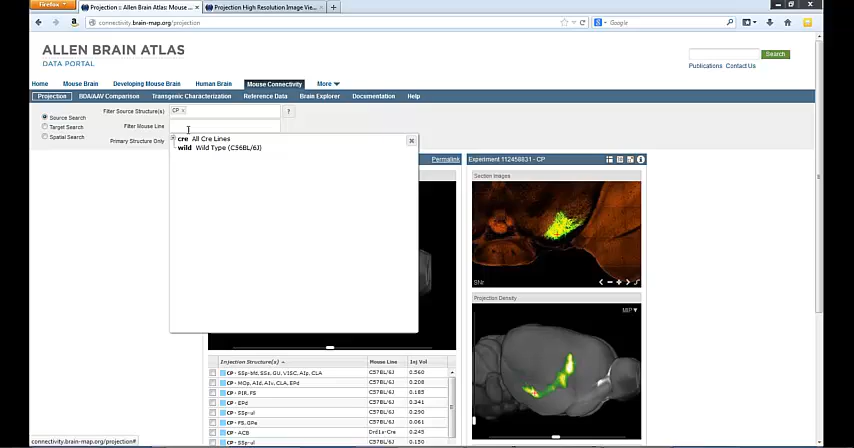 Firefox
Projection :: Allen Brain Atlas: Mouse ...
Projection High Resolution Image View...
connectivity.brain-map.org/projection
Google
ALLEN BRAIN ATLAS
DATA PORTAL
Search
Publications Contact Us
Home Mouse Brain Developing Mouse Brain Human Brain Mouse Connectivity More
Projection BDA/AAV Comparison Transgenic Characterization Reference Data Brain Explorer Documentation Help
Source Search
Target Search
Spatial Search
Filter Source Structure(s) CP x ?
Filter Mouse Line
Primary Structure Only
cre All Cre Lines
wild Wild Type (C56BL/6J)
Permalink
Experiment 112458831 - CP
Section Images
SNr
Projection Density
MIP
Injection Structure(s) Mouse Line Inj Vol
CP - SSp-bfd, SSs, GU, VISC, AIp, CLA C57BL/6J 0.560
CP - MOp, AId, AIv, CLA, EPd C57BL/6J 0.208
CP - PIR, FS C57BL/6J 0.185
CP - EPd C57BL/6J 0.341
CP - SSp-ul C57BL/6J 0.290
CP - FS, GPe C57BL/6J 0.061
CP - ACB Drd1a-Cre 0.245
CP - SSp-ul C57BL/6J 0.150
connectivity.brain-map.org/projection#